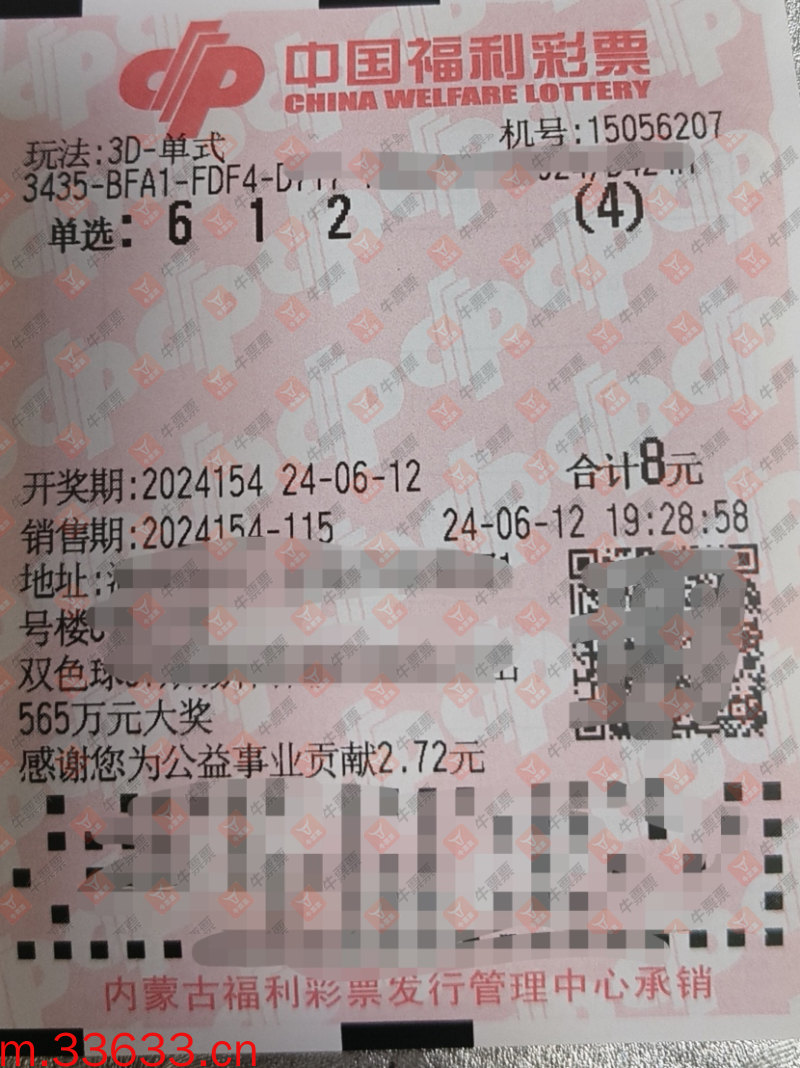 中国福利彩票
CHINA WELFARE LOTTERY
机号:15056207
玩法:3D-单式
3435-BFA1-FDF4-
单选: 6 1 2 (4)
开奖期:2024154 24-06-12 合计8元
销售期:2024154-115 24-06-12 19:28:58
地址:
号楼
双色球
565万元大奖
感谢您为公益事业贡献2.72元
内蒙古福利彩票发行管理中心承销
牛票票
m.33633.cn